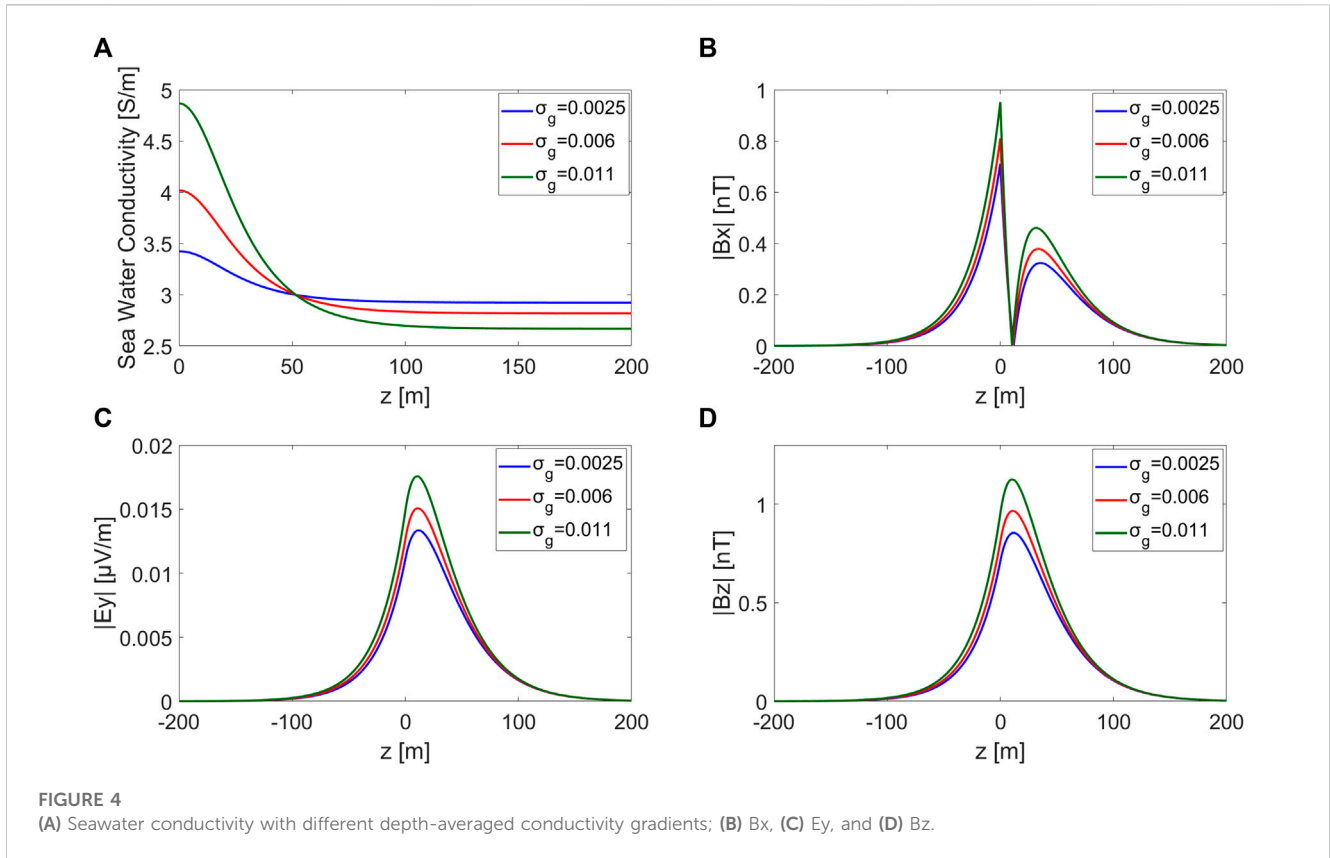 A
Sea Water Conductivity [S/m]
5
4.5
4
3.5
3
2.5
0
50
100
150
200
z [m]
σg=0.0025
σg=0.006
σg=0.011
B
|Bx| [nT]
1
0.8
0.6
0.4
0.2
0
-200
-100
0
100
200
z [m]
σg=0.0025
σg=0.006
σg=0.011
C
|Ey| [μV/m]
0.02
0.015
0.01
0.005
0
-200
-100
0
100
200
z [m]
σg=0.0025
σg=0.006
σg=0.011
D
|Bz| [nT]
1
0.5
0
-200
-100
0
100
200
z [m]
σg=0.0025
σg=0.006
σg=0.011
FIGURE 4
(A) Seawater conductivity with different depth-averaged conductivity gradients; (B) Bx, (C) Ey, and (D) Bz.